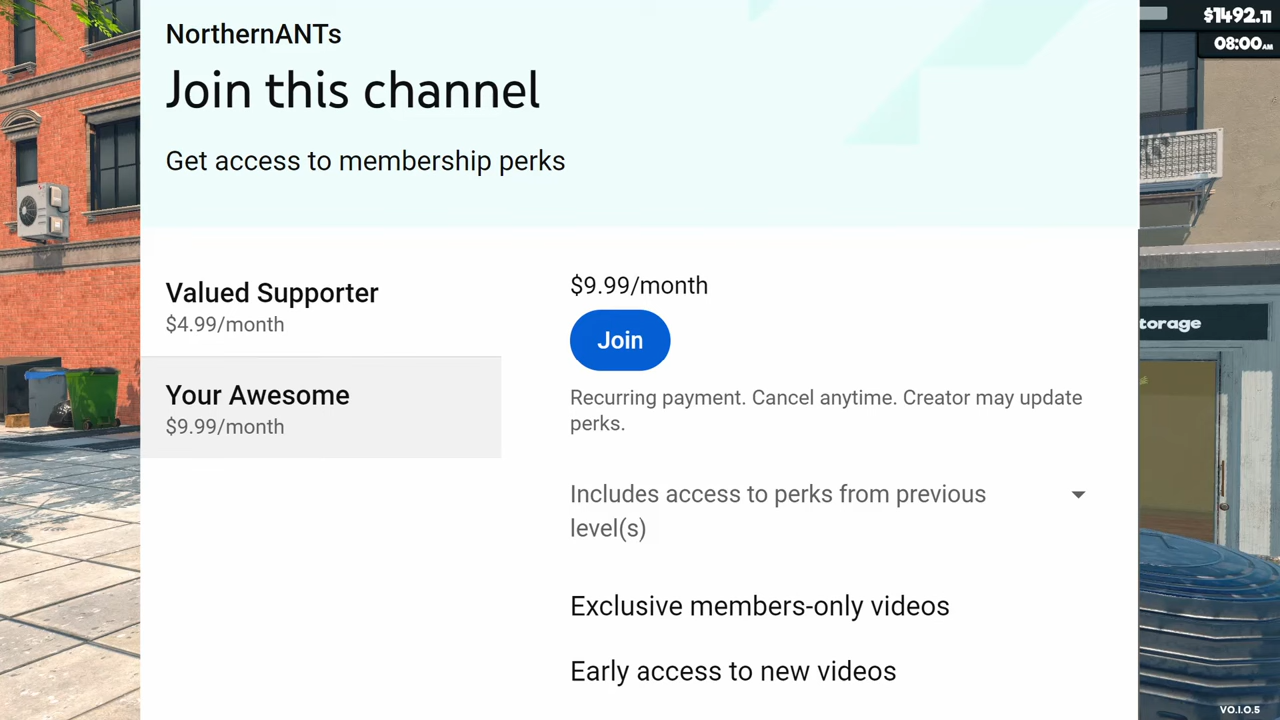 NorthernANTs
Join this channel
Get access to membership perks
Valued Supporter
$4.99/month
Your Awesome
$9.99/month
$9.99/month
Join
Recurring payment. Cancel anytime. Creator may update
perks.
Includes access to perks from previous
level(s)
Exclusive members-only videos
Early access to new videos
$1492.11
08:00AM
torage
V0.1.0.5